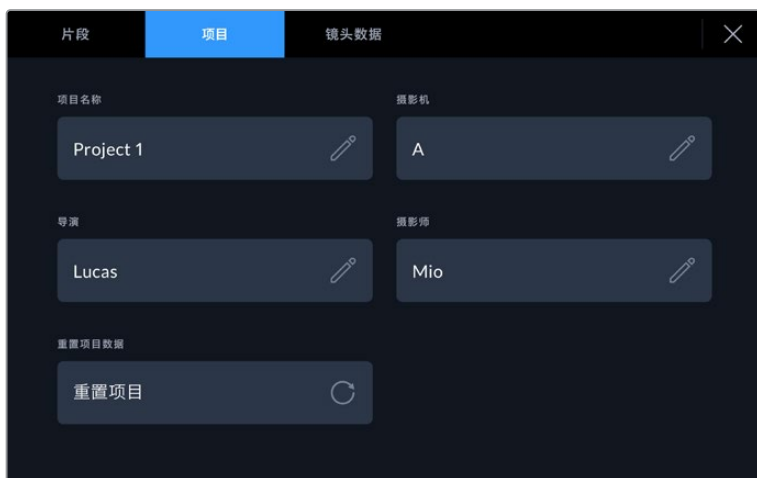 片段 项目 镜头数据
项目名称 摄影机
Project 1 A
导演 摄影师
Lucas Mio
重置项目数据
重置项目